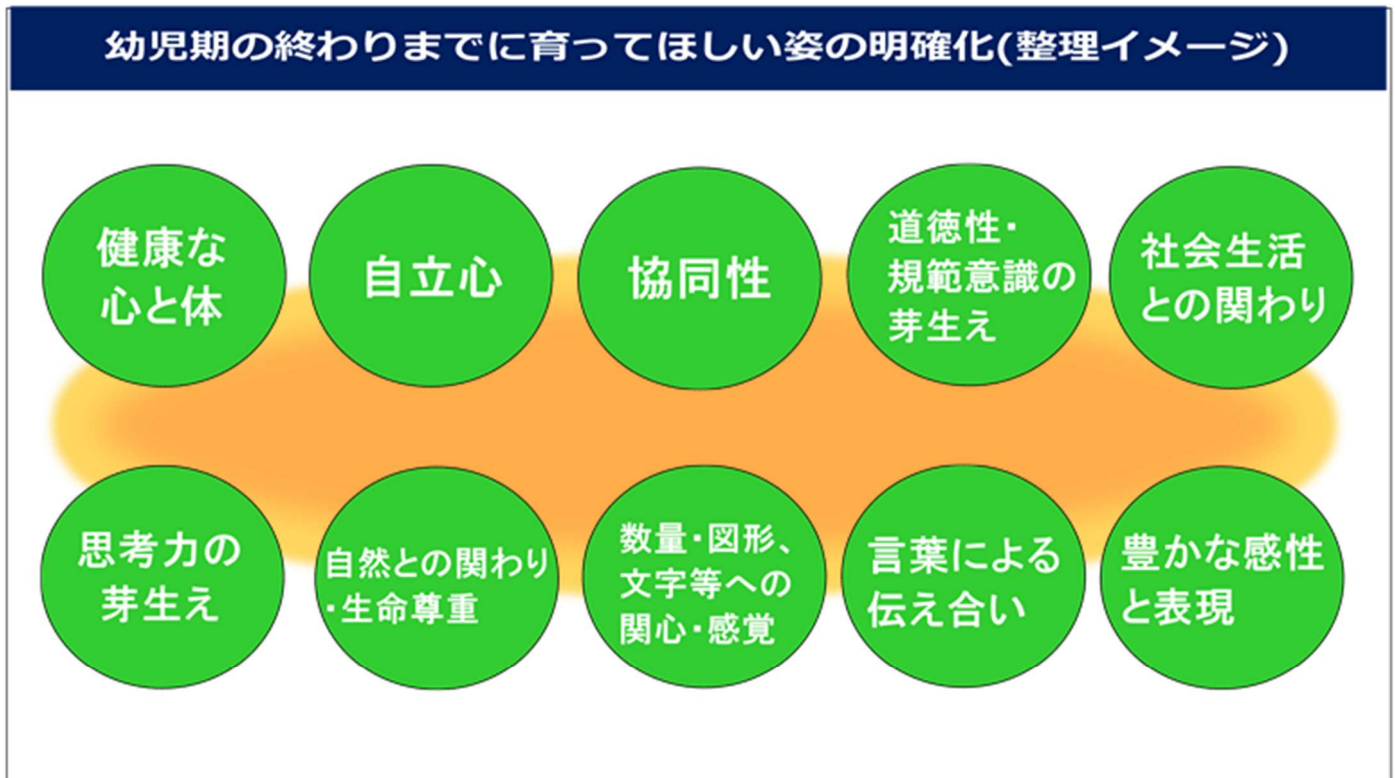 幼児期の終わりまでに育ってほしい姿の明確化(整理イメージ)
健康な
心と体
自立心
協同性
道徳性・
規範意識の
芽生え
社会生活
との関わり
思考力の
芽生え
自然との関わり
・生命尊重
数量・図形、
文字等への
関心・感覚
言葉による
伝え合い
豊かな感性
と表現